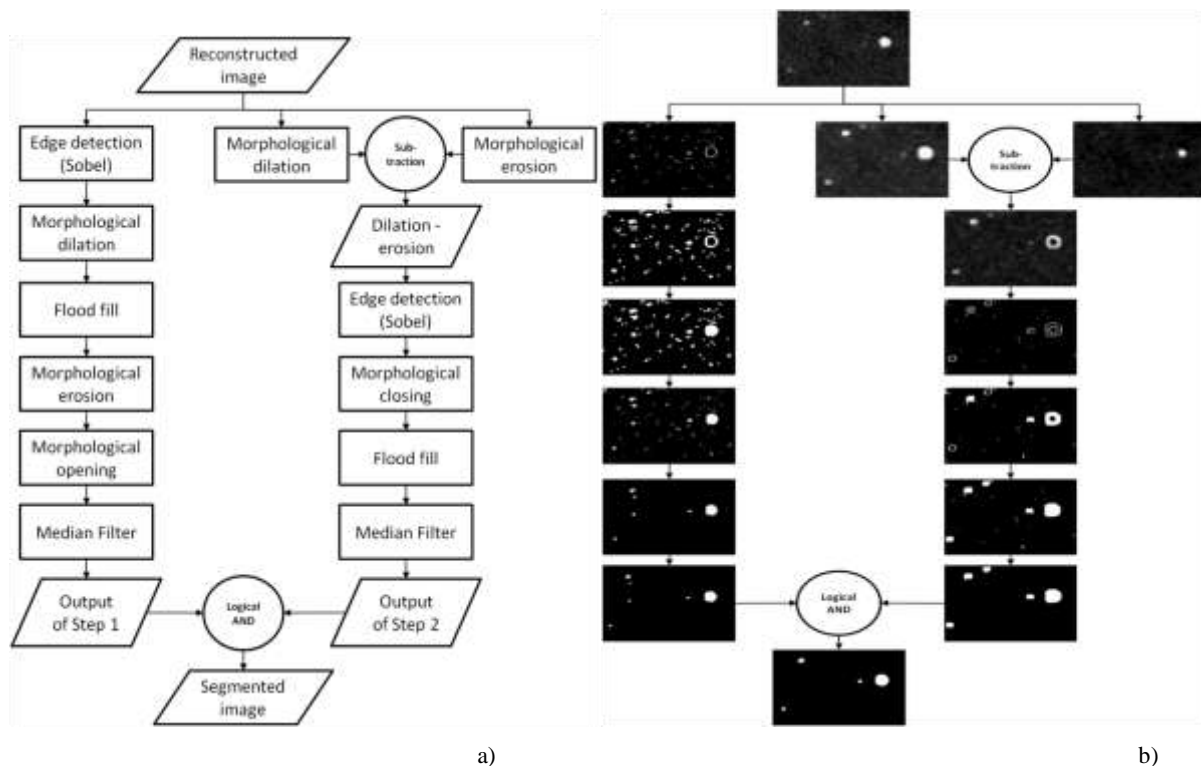 Reconstructed
image
Edge detection
(Sobel)
Morphological
dilation
Sub-
traction
Morphological
erosion
Morphological
dilation
Dilation -
erosion
Flood fill
Edge detection
(Sobel)
Morphological
erosion
Morphological
closing
Morphological
opening
Flood fill
Median Filter
Median Filter
Output
of Step 1
Logical
AND
Output
of Step 2
Segmented
image
a)
Sub-
traction
Logical
AND
b)